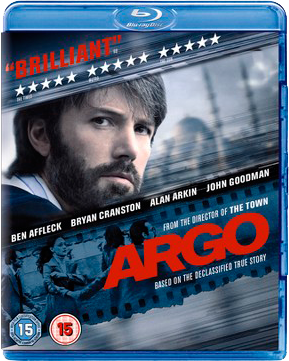 Blu-ray Disc
"BRILLIANT"
BEN AFFLECK BRYAN CRANSTON ALAN ARKIN JOHN GOODMAN
FROM THE DIRECTOR OF THE TOWN
ARGO
BASED ON THE DECLASSIFIED TRUE STORY
15 15